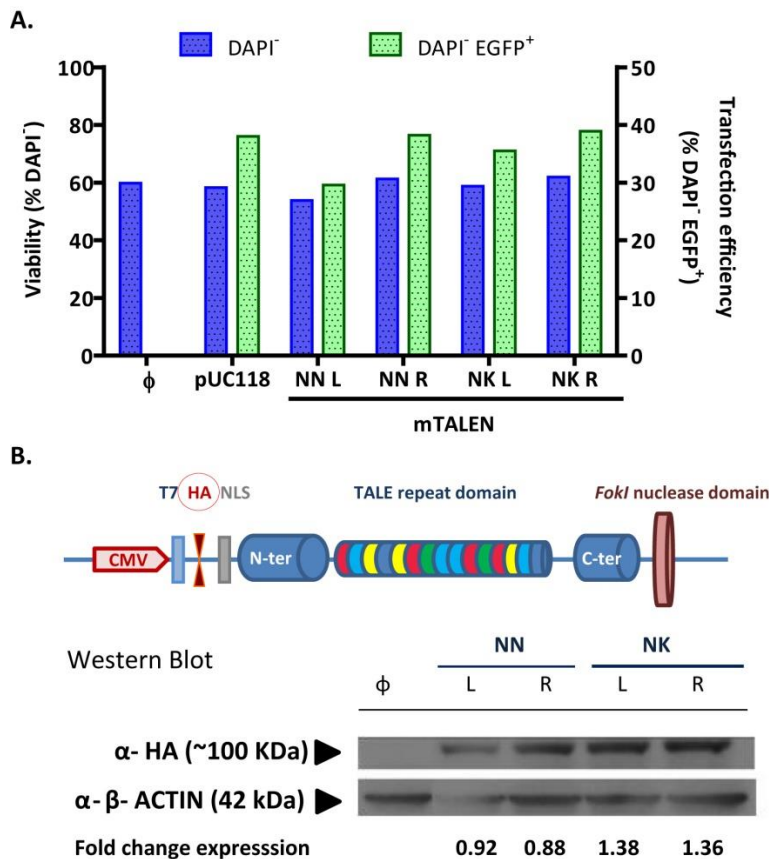 A.
DAPI⁻ DAPI⁻ EGFP⁺
Viability (% DAPI⁻)
100
80
60
40
20
0
50
40
30
20
10
0
Transfection efficiency
(% DAPI⁻ EGFP⁺)
ϕ pUC118 NN L NN R NK L NK R
mTALEN
B.
T7 HA NLS TALE repeat domain FokI nuclease domain
CMV N-ter C-ter
Western Blot
NN NK
ϕ L R L R
α- HA (~100 KDa)
α- β- ACTIN (42 kDa)
Fold change expresssion 0.92 0.88 1.38 1.36